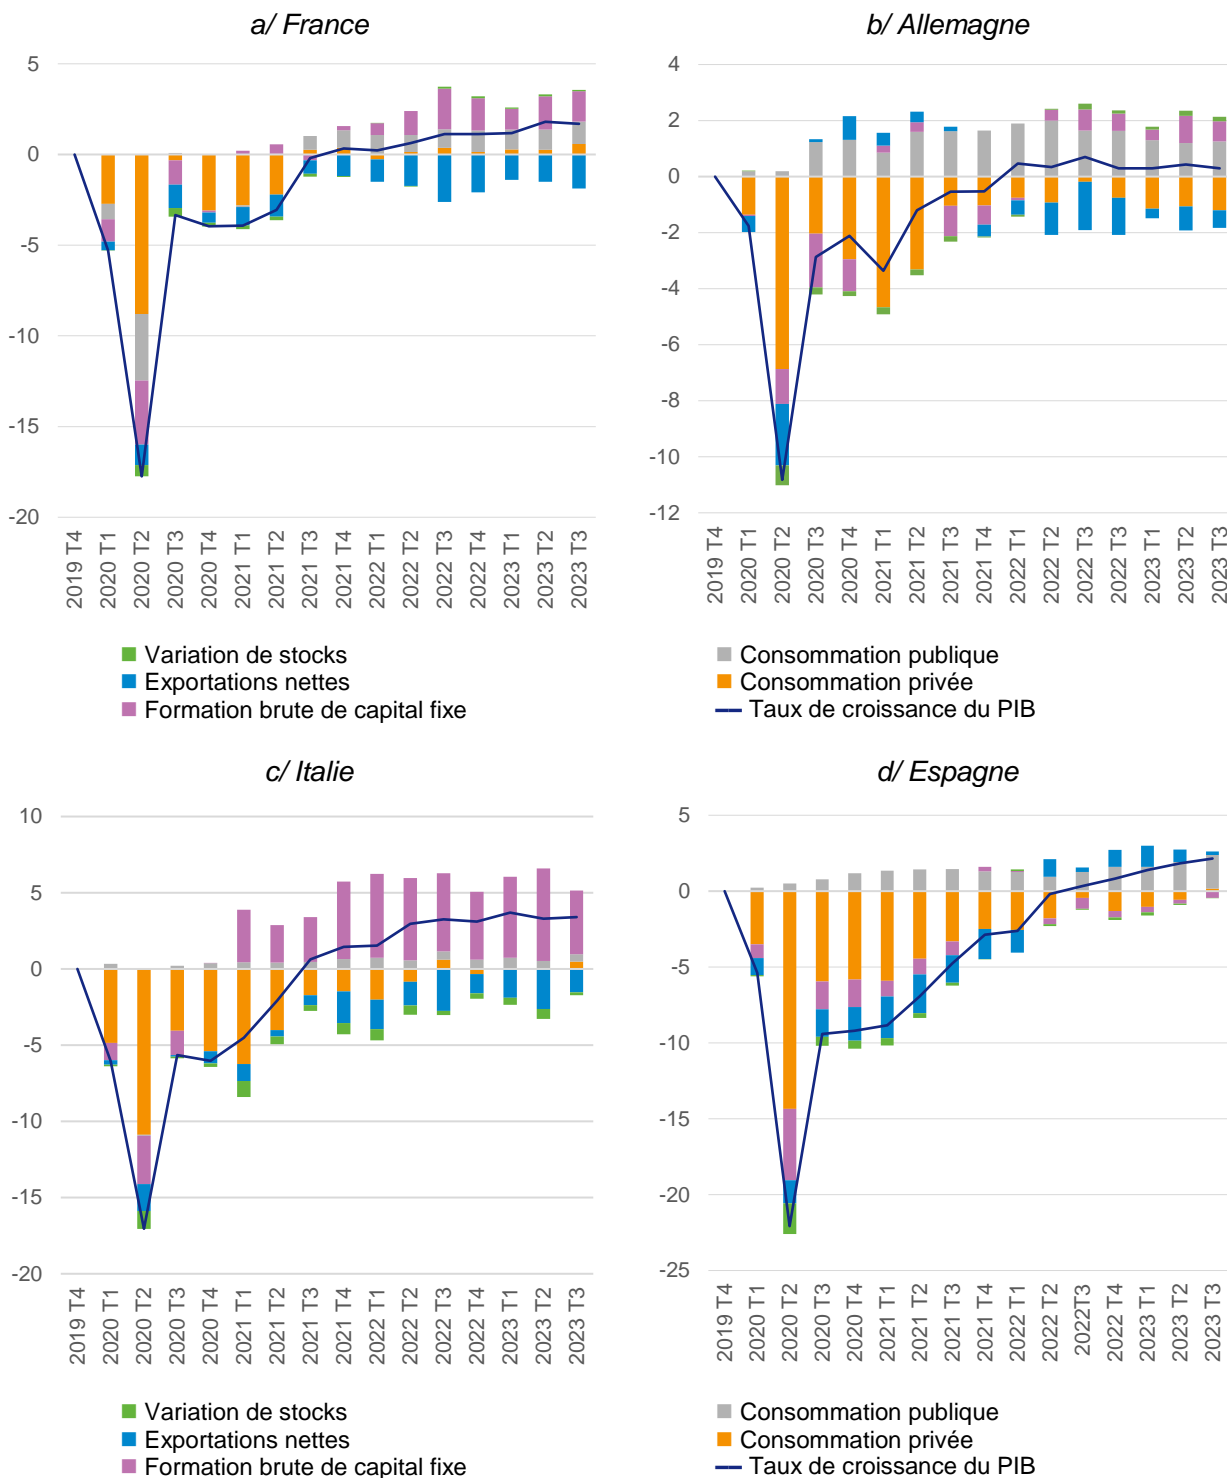 a/ France
5
0
-5
-10
-15
-20
2019 T4
2020 T1
2020 T2
2020 T3
2020 T4
2021 T1
2021 T2
2021 T3
2021 T4
2022 T1
2022 T2
2022 T3
2022 T4
2023 T1
2023 T2
2023 T3
Variation de stocks
Exportations nettes
Formation brute de capital fixe
b/ Allemagne
4
2
0
-2
-4
-6
-8
-10
-12
2019 T4
2020 T1
2020 T2
2020 T3
2020 T4
2021 T1
2021 T2
2021 T3
2021 T4
2022 T1
2022 T2
2022 T3
2022 T4
2023 T1
2023 T2
2023 T3
Consommation publique
Consommation privée
Taux de croissance du PIB
c/ Italie
10
5
0
-5
-10
-15
-20
2019 T4
2020 T1
2020 T2
2020 T3
2020 T4
2021 T1
2021 T2
2021 T3
2021 T4
2022 T1
2022 T2
2022 T3
2022 T4
2023 T1
2023 T2
2023 T3
Variation de stocks
Exportations nettes
Formation brute de capital fixe
d/ Espagne
5
0
-5
-10
-15
-20
-25
2019 T4
2020 T1
2020 T2
2020 T3
2020 T4
2021 T1
2021 T2
2021 T3
2021 T4
2022 T1
2022 T2
2022T3
2022 T4
2023 T1
2023 T2
2023 T3
Consommation publique
Consommation privée
Taux de croissance du PIB